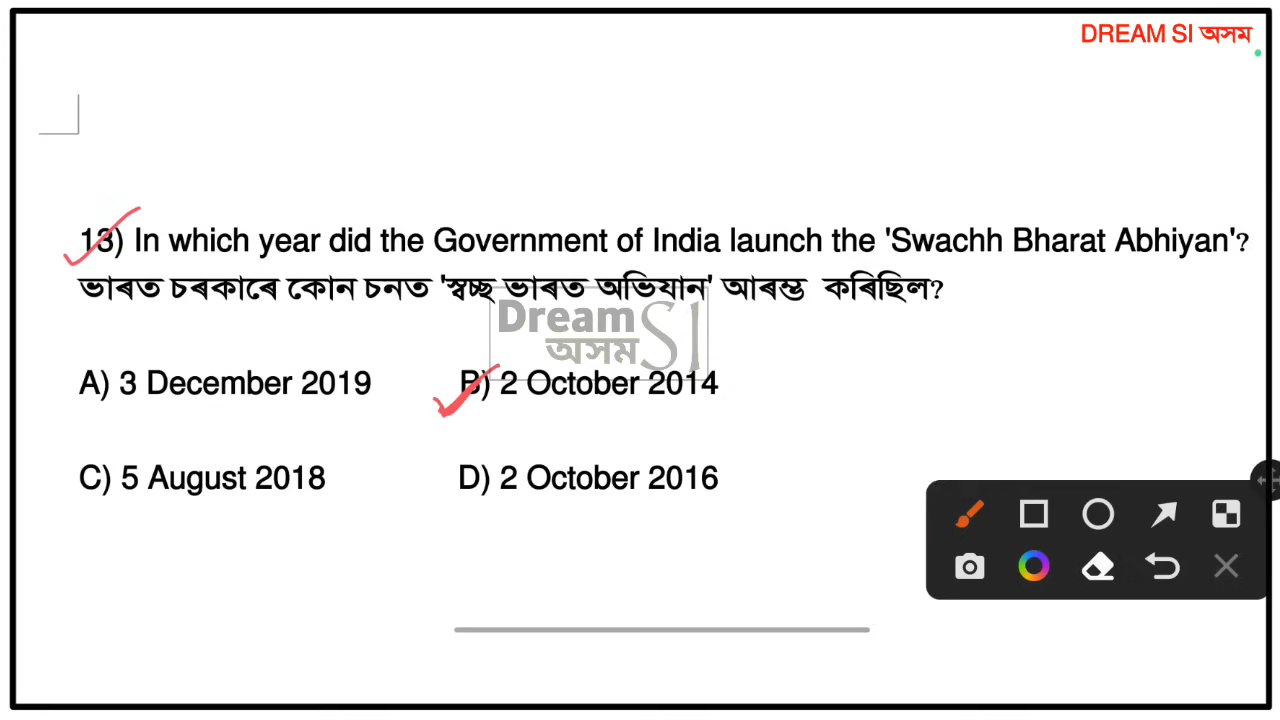 DREAM SI অসম
13) In which year did the Government of India launch the 'Swachh Bharat Abhiyan'?
ভাৰত চৰকাৰে কোন চনত 'স্বচ্ছ ভাৰত অভিযান' আৰম্ভ কৰিছিল?
Dream SI
অসম
A) 3 December 2019 B) 2 October 2014
C) 5 August 2018 D) 2 October 2016